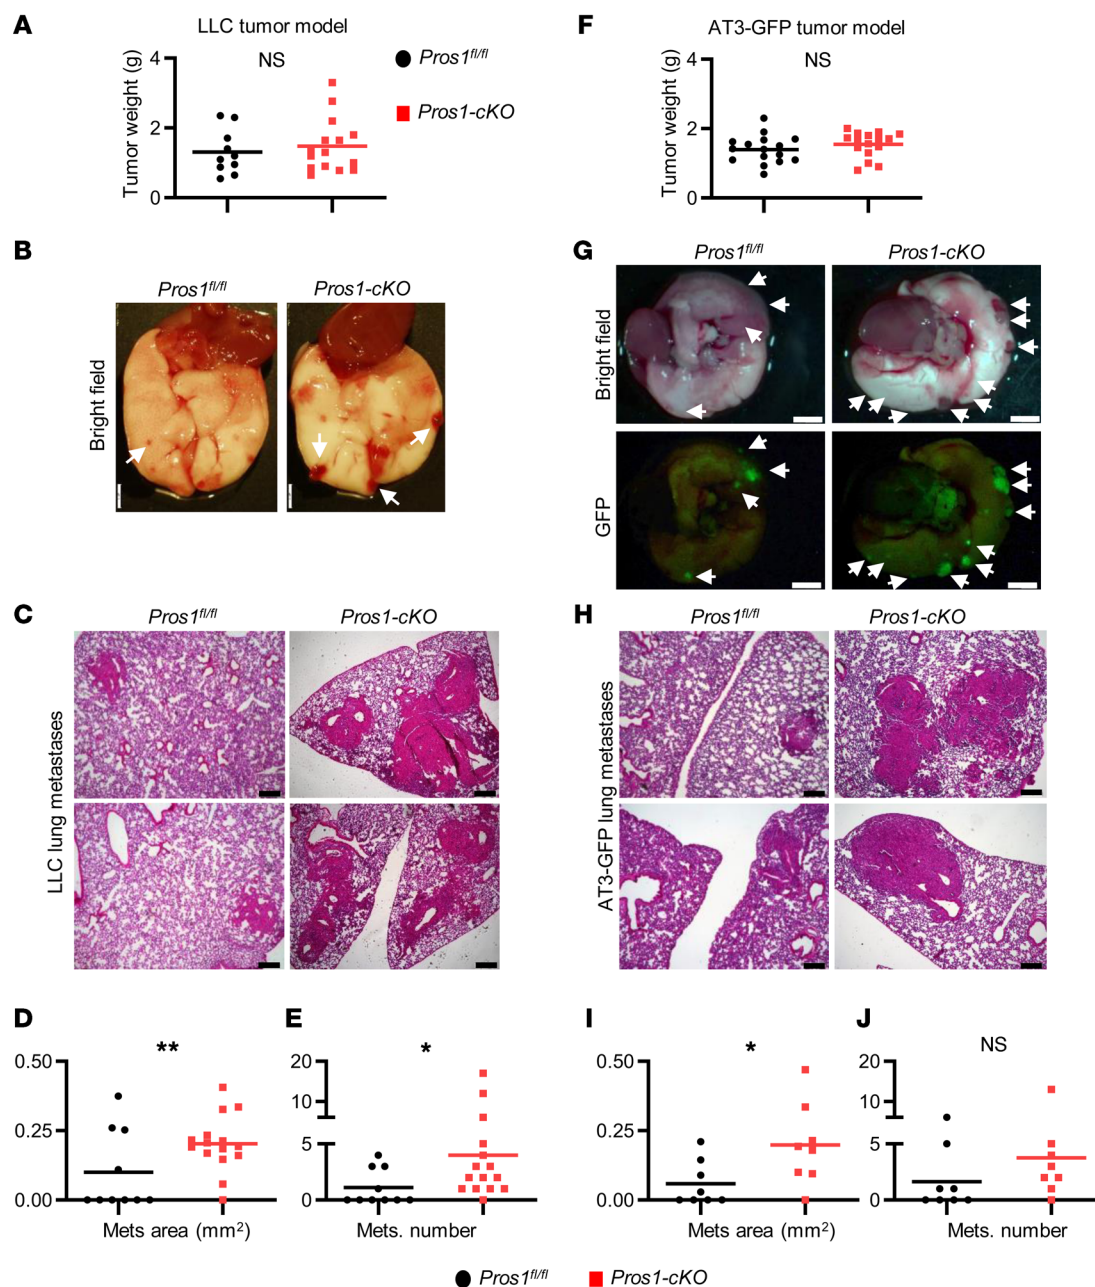 A
LLC tumor model
Tumor weight (g)
4
2
0
NS
Pros1fl/fl
Pros1-cKO
F
AT3-GFP tumor model
Tumor weight (g)
4
2
0
NS
B
Pros1fl/fl
Pros1-cKO
Bright field
G
Pros1fl/fl
Pros1-cKO
Bright field
GFP
C
Pros1fl/fl
Pros1-cKO
LLC lung metastases
H
Pros1fl/fl
Pros1-cKO
AT3-GFP lung metastases
D
**
0.50
0.25
0.00
Mets area (mm2)
E
*
20
10
5
0
Mets. number
I
*
0.50
0.25
0.00
Mets area (mm2)
J
NS
20
10
5
0
Mets. number
Pros1fl/fl
Pros1-cKO